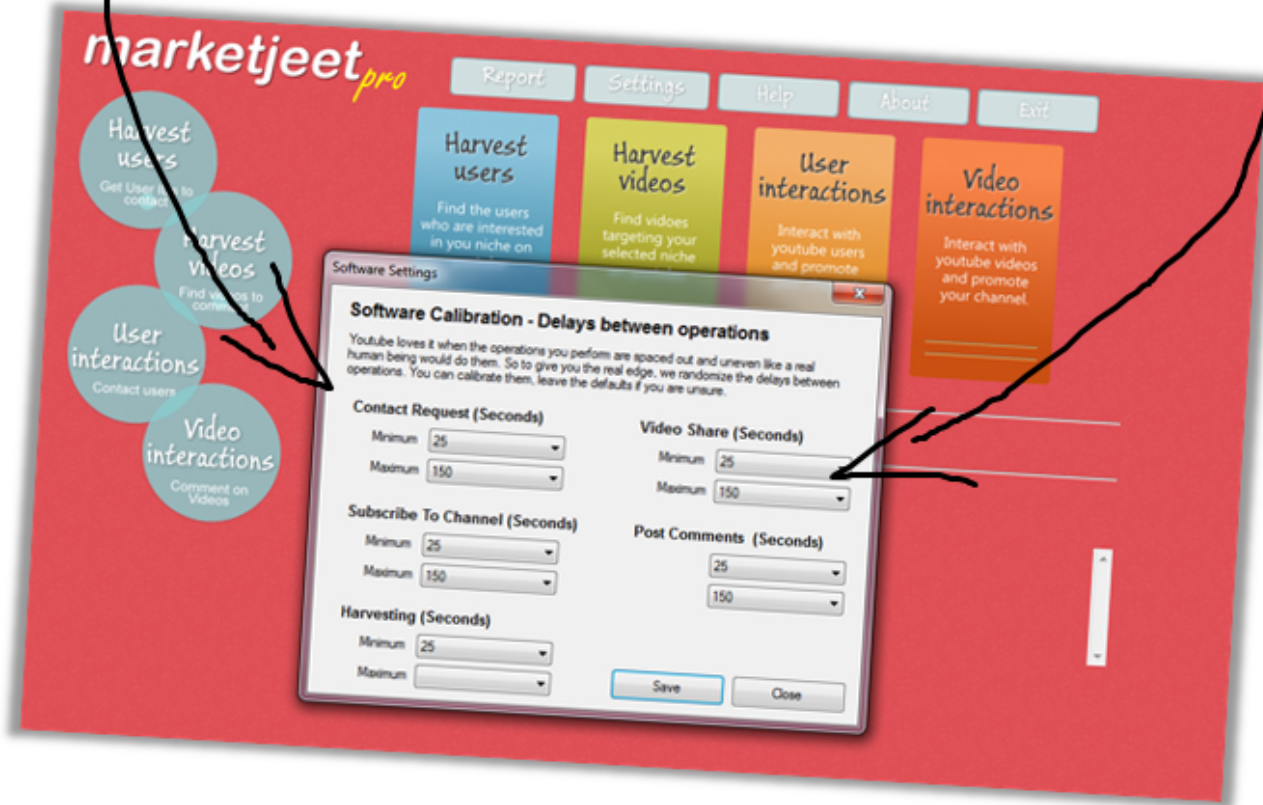 marketjeetpro
Report
Settings
Help
About
Exit
Harvest
users
Get User
to
contact
Harvest
videos
Find videos to
comment
User
interactions
Contact users
Video
interactions
Comment on
Videos
Harvest
users
Find the users
who are interested
in you niche on
Harvest
videos
Find vidoes
targeting your
selected niche
User
interactions
Interact with
youtube users
and promote
Video
interactions
Interact with
youtube videos
and promote
your channel.
Software Settings
Software Calibration - Delays between operations
Youtube loves it when the operations you perform are spaced out and uneven like a real
human being would do them. So to give you the real edge, we randomize the delays between
operations. You can calibrate them, leave the defaults if you are unsure.
Contact Request (Seconds)
Minimum 25
Maximum 150
Video Share (Seconds)
Minimum 25
Maximum 150
Subscribe To Channel (Seconds)
Minimum 25
Maximum 150
Post Comments (Seconds)
25
150
Harvesting (Seconds)
Minimum 25
Maximum
Save
Close